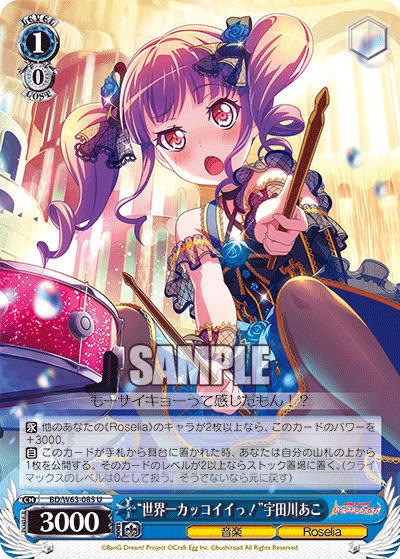 LEVEL
1
0
COST
SAMPLE
もーサイキョーって感じだもん！？
永 他のあなたの《Roselia》のキャラが2枚以上なら、このカードのパワーを
＋3000。
自 このカードが手札から舞台に置かれた時、あなたは自分の山札の上から
1枚を公開する。そのカードのレベルが2以上ならストック置場に置く。（クライ
マックスのレベルは0として扱う。そうでないなら元に戻す）
CH BD/W63-085 U
3000
“世界一カッコイイっ！”宇田川あこ
音楽
Roselia
©BanG Dream! Project ©Craft Egg Inc. ©bushiroad All Rights Reserved.